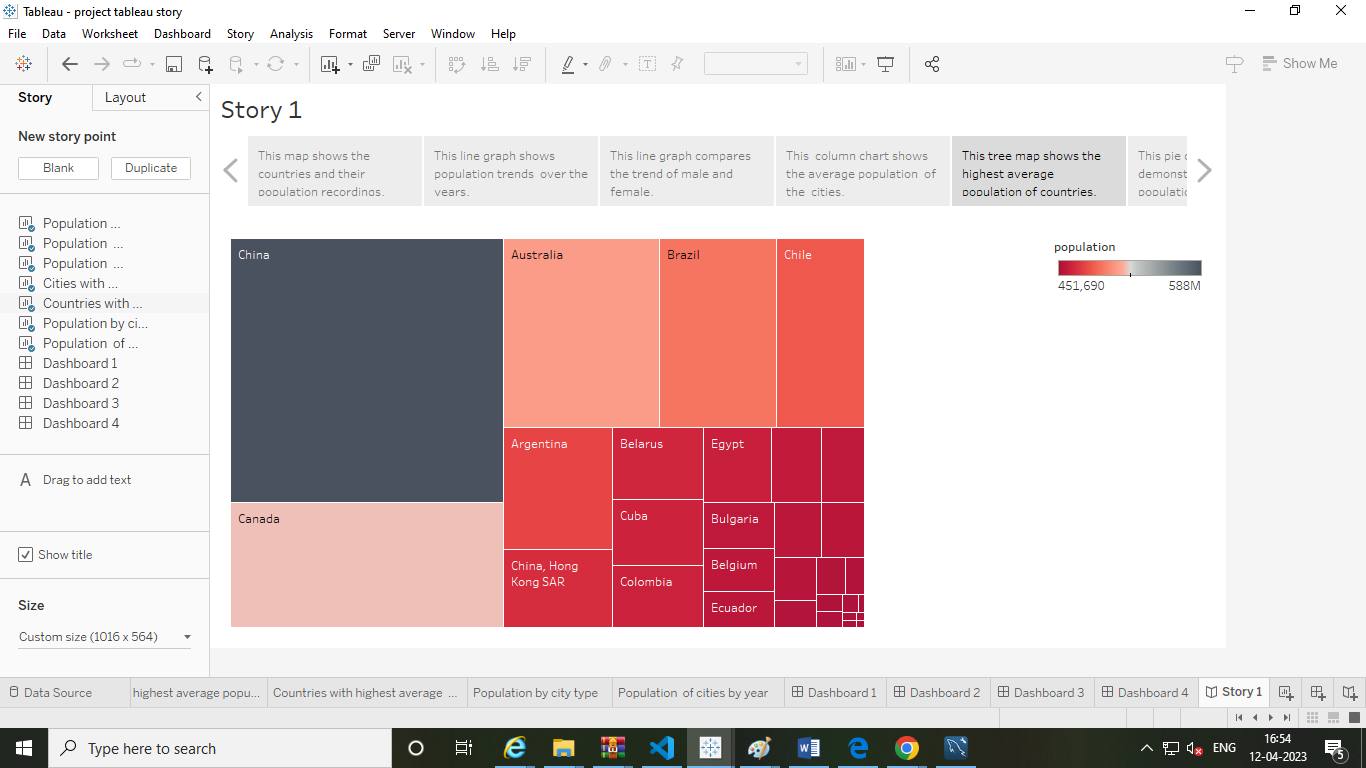 Tableau - project tableau story
File Data Worksheet Dashboard Story Analysis Format Server Window Help
Show Me
Story Layout
New story point
Blank Duplicate
Population ...
Population ...
Population ...
Cities with ...
Countries with ...
Population by ci...
Population of ...
Dashboard 1
Dashboard 2
Dashboard 3
Dashboard 4
A Drag to add text
Show title
Size
Custom size (1016 x 564)
Story 1
This map shows the
countries and their
population recordings.
This line graph shows
population trends over the
years.
This line graph compares
the trend of male and
female.
This column chart shows
the average population of
the cities.
This tree map shows the
highest average
population of countries.
This pie
demonst
populatio
China
Australia
Brazil
Chile
Canada
Argentina
Belarus
Egypt
Cuba
Bulgaria
China, Hong
Kong SAR
Belgium
Colombia
Ecuador
population
451,690 588M
Data Source highest average popu... Countries with highest average ... Population by city type Population of cities by year Dashboard 1 Dashboard 2 Dashboard 3 Dashboard 4 Story 1
Type here to search
ENG
16:54
12-04-2023
5